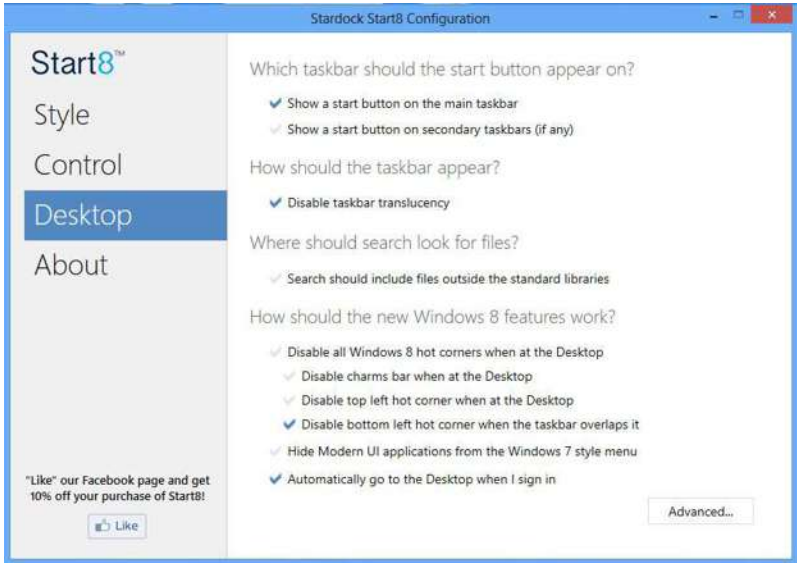 Stardock Start8 Configuration
Start8™
Style
Control
Desktop
About
"Like" our Facebook page and get
10% off your purchase of Start8!
Like
Which taskbar should the start button appear on?
Show a start button on the main taskbar
Show a start button on secondary taskbars (if any)
How should the taskbar appear?
Disable taskbar translucency
Where should search look for files?
Search should include files outside the standard libraries
How should the new Windows 8 features work?
Disable all Windows 8 hot corners when at the Desktop
Disable charms bar when at the Desktop
Disable top left hot corner when at the Desktop
Disable bottom left hot corner when the taskbar overlaps it
Hide Modern UI applications from the Windows 7 style menu
Automatically go to the Desktop when I sign in
Advanced...